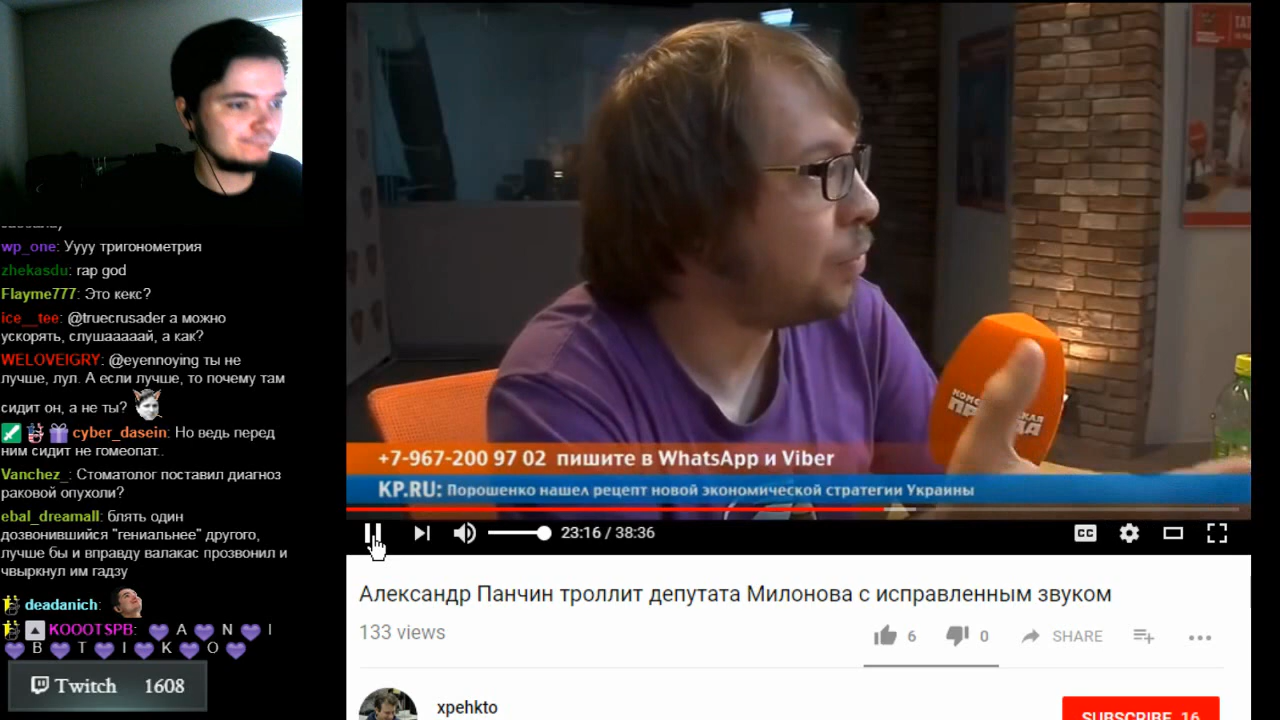 wp_one: Уууу тригонометрия
zhekasdu: rap god
Flayme777: Это кекс?
ice__tee: @truecrusader а можно
ускорять, слушаааааай, а как?
WELOVEIGRY: @eyennoying ты не
лучше, лул. А если лучше, то почему там
сидит он, а не ты?
cyber_dasein: Но ведь перед
ним сидит не гомеопат..
Vanchez_: Стоматолог поставил диагноз
раковой опухоли?
ebal_dreamall: блять один
дозвонившийся "гениальнее" другого,
лучше бы и вправду валакас прозвонил и
чвыркнул им гадзу
deadanich:
KOOOTSPB: A N I
B T I K O
Twitch 1608
ТАТ
КОМСОМОЛЬСКАЯ
ПРАВДА
+7-967-200 97 02 пишите в WhatsApp и Viber
KP.RU: Порошенко нашел рецепт новой экономической стратегии Украины
23:16 / 38:36
CC
Александр Панчин троллит депутата Милонова с исправленным звуком
133 views
6
0
SHARE
xpehkto
SUBSCRIBE 16